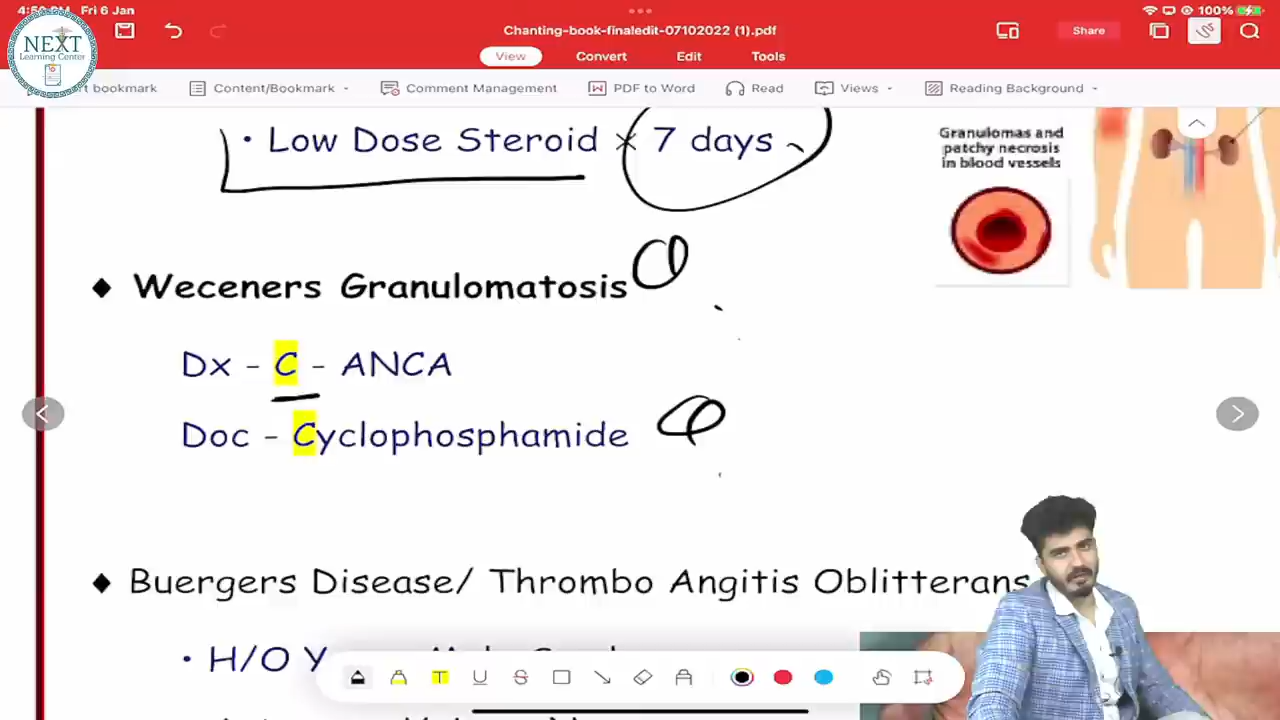 4:50 PM Fri 6 Jan
100%
NEXT
Learning Center
Chanting-book-finaledit-07102022 (1).pdf
Share
View
Convert
Edit
Tools
bookmark
Content/Bookmark
Comment Management
PDF to Word
Read
Views
Reading Background
• Low Dose Steroid × 7 days
Granulomas and
patchy necrosis
in blood vessels
◆ Weceners Granulomatosis
Dx - C - ANCA
Doc - Cyclophosphamide
◆ Buergers Disease/ Thrombo Angitis Oblitterans
• H/O Y